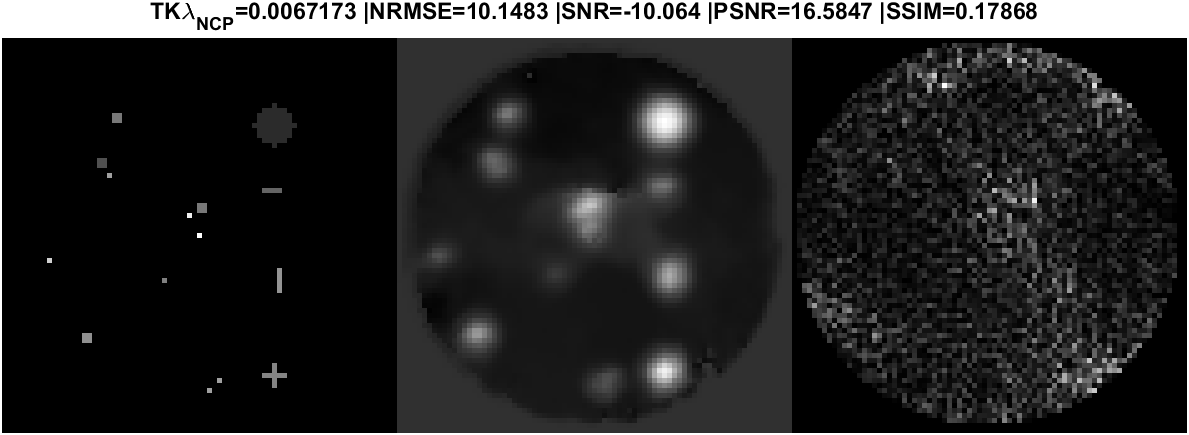 TKλNCP=0.0067173 |NRMSE=10.1483 |SNR=-10.064 |PSNR=16.5847 |SSIM=0.17868